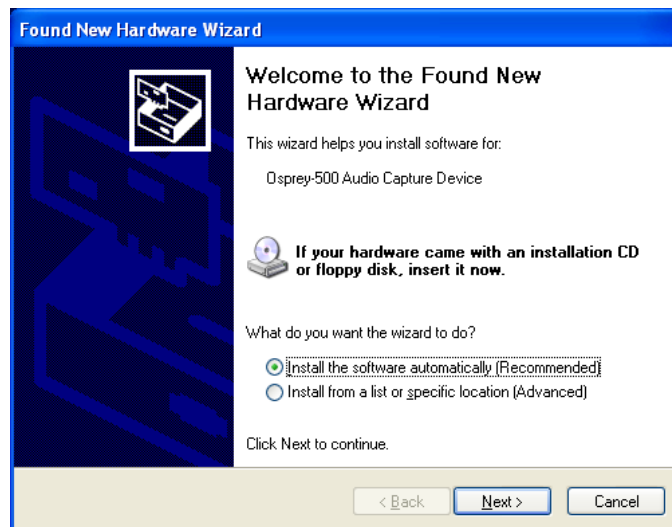 Found New Hardware Wizard
Welcome to the Found New
Hardware Wizard
This wizard helps you install software for:
Osprey-500 Audio Capture Device
If your hardware came with an installation CD
or floppy disk, insert it now.
What do you want the wizard to do?
Install the software automatically (Recommended)
Install from a list or specific location (Advanced)
Click Next to continue.
< Back Next > Cancel